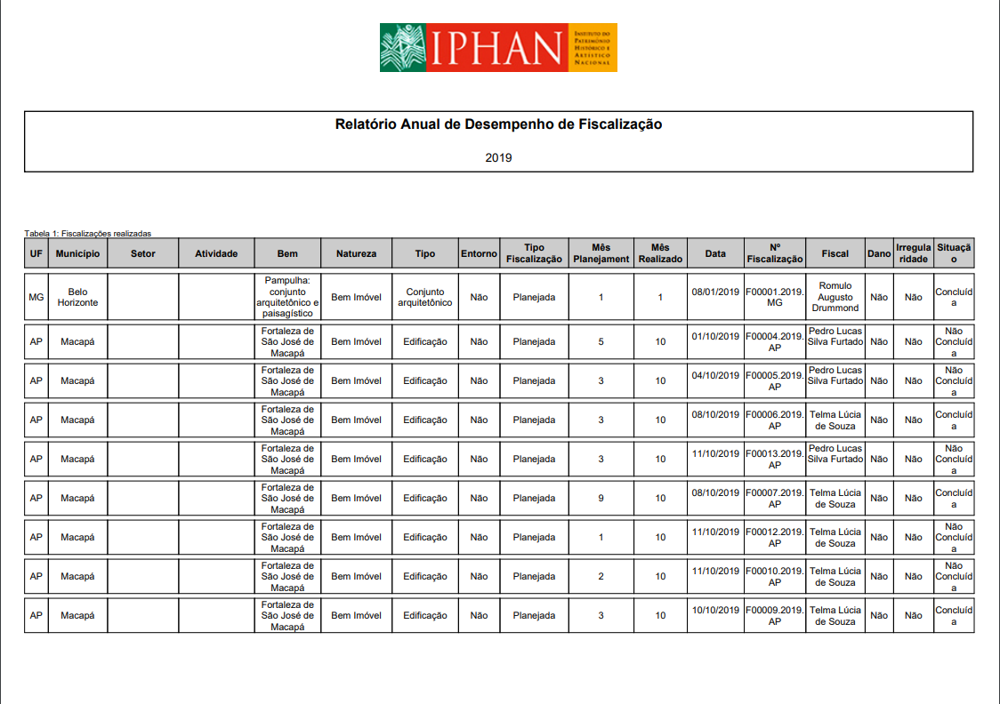 IPHAN
INSTITUTO DO
PATRIMÔNIO
HISTÓRICO E
ARTÍSTICO
NACIONAL
Relatório Anual de Desempenho de Fiscalização
2019
Tabela 1: Fiscalizações realizadas
UF Município Setor Atividade Bem Natureza Tipo Entorno Tipo Fiscalização Mês Planejament Mês Realizado Data Nº Fiscalização Fiscal Dano Irregula ridade Situaçã o
MG Belo Horizonte Pampulha: conjunto arquitetônico e paisagístico Bem Imóvel Conjunto arquitetônico Não Planejada 1 1 08/01/2019 F00001.2019. MG Romulo Augusto Drummond Não Não Concluíd a
AP Macapá Fortaleza de São José de Macapá Bem Imóvel Edificação Não Planejada 5 10 01/10/2019 F00004.2019. AP Pedro Lucas Silva Furtado Não Não Não Concluíd a
AP Macapá Fortaleza de São José de Macapá Bem Imóvel Edificação Não Planejada 3 10 04/10/2019 F00005.2019. AP Pedro Lucas Silva Furtado Não Não Não Concluíd a
AP Macapá Fortaleza de São José de Macapá Bem Imóvel Edificação Não Planejada 3 10 08/10/2019 F00006.2019. AP Telma Lúcia de Souza Não Não Concluíd a
AP Macapá Fortaleza de São José de Macapá Bem Imóvel Edificação Não Planejada 3 10 11/10/2019 F00013.2019. AP Pedro Lucas Silva Furtado Não Não Não Concluíd a
AP Macapá Fortaleza de São José de Macapá Bem Imóvel Edificação Não Planejada 9 10 08/10/2019 F00007.2019. AP Telma Lúcia de Souza Não Não Concluíd a
AP Macapá Fortaleza de São José de Macapá Bem Imóvel Edificação Não Planejada 1 10 11/10/2019 F00012.2019. AP Telma Lúcia de Souza Não Não Não Concluíd a
AP Macapá Fortaleza de São José de Macapá Bem Imóvel Edificação Não Planejada 2 10 11/10/2019 F00010.2019. AP Telma Lúcia de Souza Não Não Não Concluíd a
AP Macapá Fortaleza de São José de Macapá Bem Imóvel Edificação Não Planejada 3 10 10/10/2019 F00009.2019. AP Telma Lúcia de Souza Não Não Concluíd a